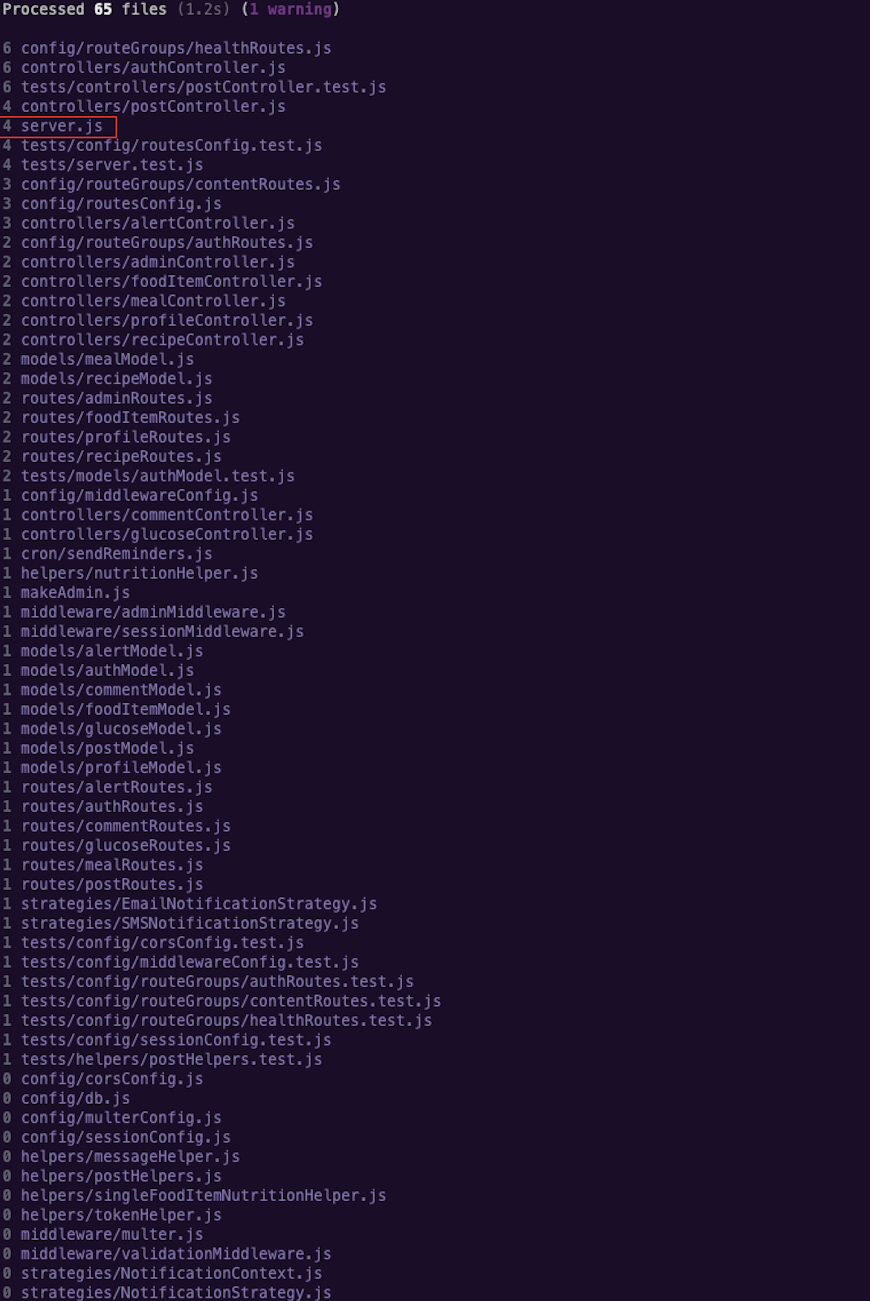 Processed 65 files (1.2s) (1 warning)
6 config/routeGroups/healthRoutes.js
6 controllers/authController.js
6 tests/controllers/postController.test.js
4 controllers/postController.js
4 server.js
4 tests/config/routesConfig.test.js
4 tests/server.test.js
3 config/routeGroups/contentRoutes.js
3 config/routesConfig.js
3 controllers/alertController.js
2 config/routeGroups/authRoutes.js
2 controllers/adminController.js
2 controllers/foodItemController.js
2 controllers/mealController.js
2 controllers/profileController.js
2 controllers/recipeController.js
2 models/mealModel.js
2 models/recipeModel.js
2 routes/adminRoutes.js
2 routes/foodItemRoutes.js
2 routes/profileRoutes.js
2 routes/recipeRoutes.js
2 tests/models/authModel.test.js
1 config/middlewareConfig.js
1 controllers/commentController.js
1 controllers/glucoseController.js
1 cron/sendReminders.js
1 helpers/nutritionHelper.js
1 makeAdmin.js
1 middleware/adminMiddleware.js
1 middleware/sessionMiddleware.js
1 models/alertModel.js
1 models/authModel.js
1 models/commentModel.js
1 models/foodItemModel.js
1 models/glucoseModel.js
1 models/postModel.js
1 models/profileModel.js
1 routes/alertRoutes.js
1 routes/authRoutes.js
1 routes/commentRoutes.js
1 routes/glucoseRoutes.js
1 routes/mealRoutes.js
1 routes/postRoutes.js
1 strategies/EmailNotificationStrategy.js
1 strategies/SMSNotificationStrategy.js
1 tests/config/corsConfig.test.js
1 tests/config/middlewareConfig.test.js
1 tests/config/routeGroups/authRoutes.test.js
1 tests/config/routeGroups/contentRoutes.test.js
1 tests/config/routeGroups/healthRoutes.test.js
1 tests/config/sessionConfig.test.js
1 tests/helpers/postHelpers.test.js
0 config/corsConfig.js
0 config/db.js
0 config/multerConfig.js
0 config/sessionConfig.js
0 helpers/messageHelper.js
0 helpers/postHelpers.js
0 helpers/singleFoodItemNutritionHelper.js
0 helpers/tokenHelper.js
0 middleware/multer.js
0 middleware/validationMiddleware.js
0 strategies/NotificationContext.js
0 strategies/NotificationStrategy.js